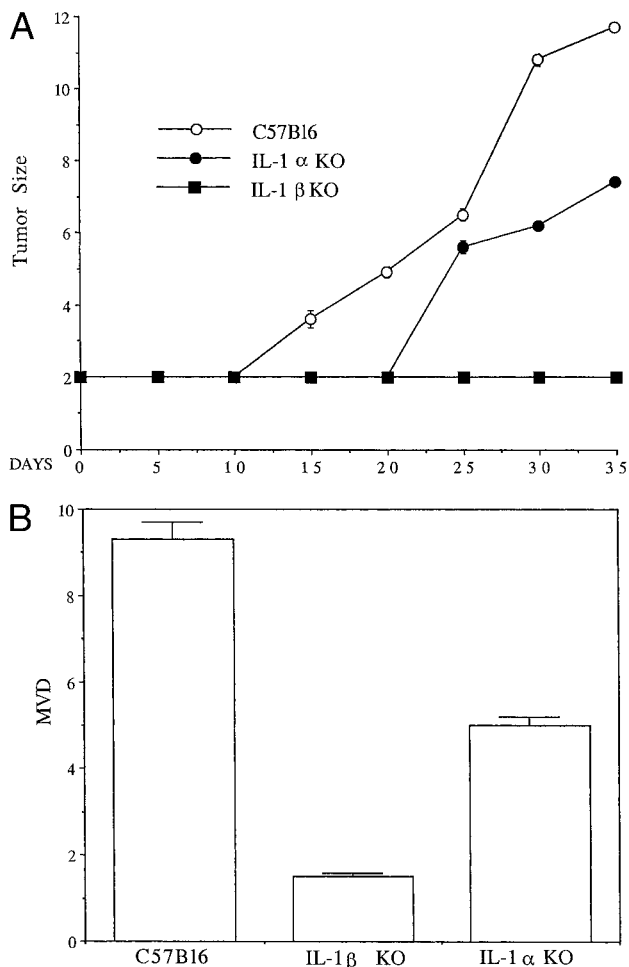 A
12
10
8
6
4
2
0
Tumor Size
C57Bl6
IL-1 α KO
IL-1 β KO
DAYS
0 5 10 15 20 25 30 35
B
10
8
6
4
2
0
MVD
C57Bl6 IL-1β KO IL-1α KO